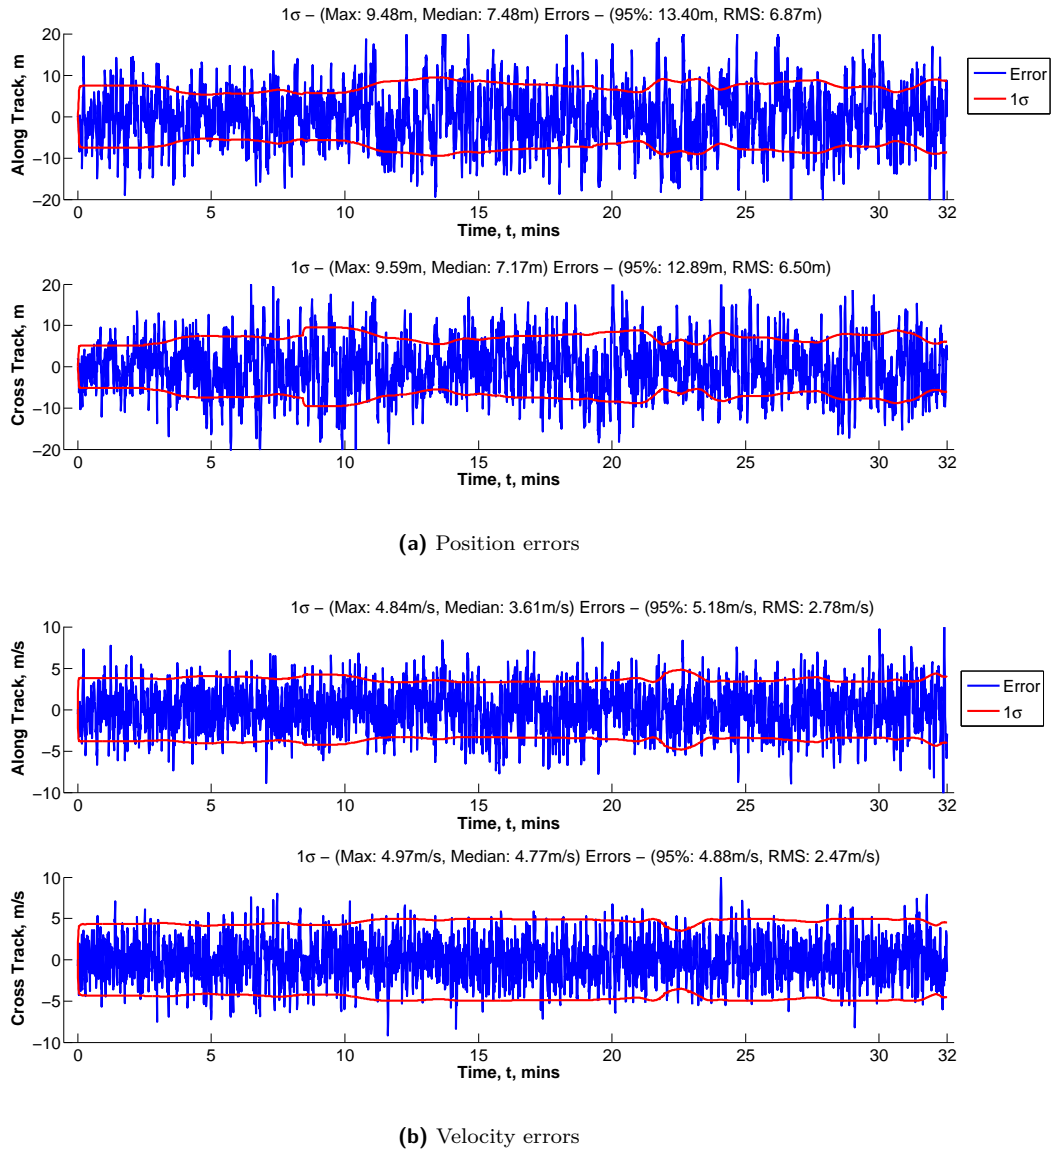 1σ – (Max: 9.48m, Median: 7.48m) Errors – (95%: 13.40m, RMS: 6.87m)
20
10
0
−10
−20
Along Track, m
0 5 10 15 20 25 30 32
Time, t, mins
Error
1σ
1σ – (Max: 9.59m, Median: 7.17m) Errors – (95%: 12.89m, RMS: 6.50m)
20
10
0
−10
−20
Cross Track, m
0 5 10 15 20 25 30 32
Time, t, mins
(a) Position errors
1σ – (Max: 4.84m/s, Median: 3.61m/s) Errors – (95%: 5.18m/s, RMS: 2.78m/s)
10
5
0
−5
−10
Along Track, m/s
0 5 10 15 20 25 30 32
Time, t, mins
Error
1σ
1σ – (Max: 4.97m/s, Median: 4.77m/s) Errors – (95%: 4.88m/s, RMS: 2.47m/s)
10
5
0
−5
−10
Cross Track, m/s
0 5 10 15 20 25 30 32
Time, t, mins
(b) Velocity errors